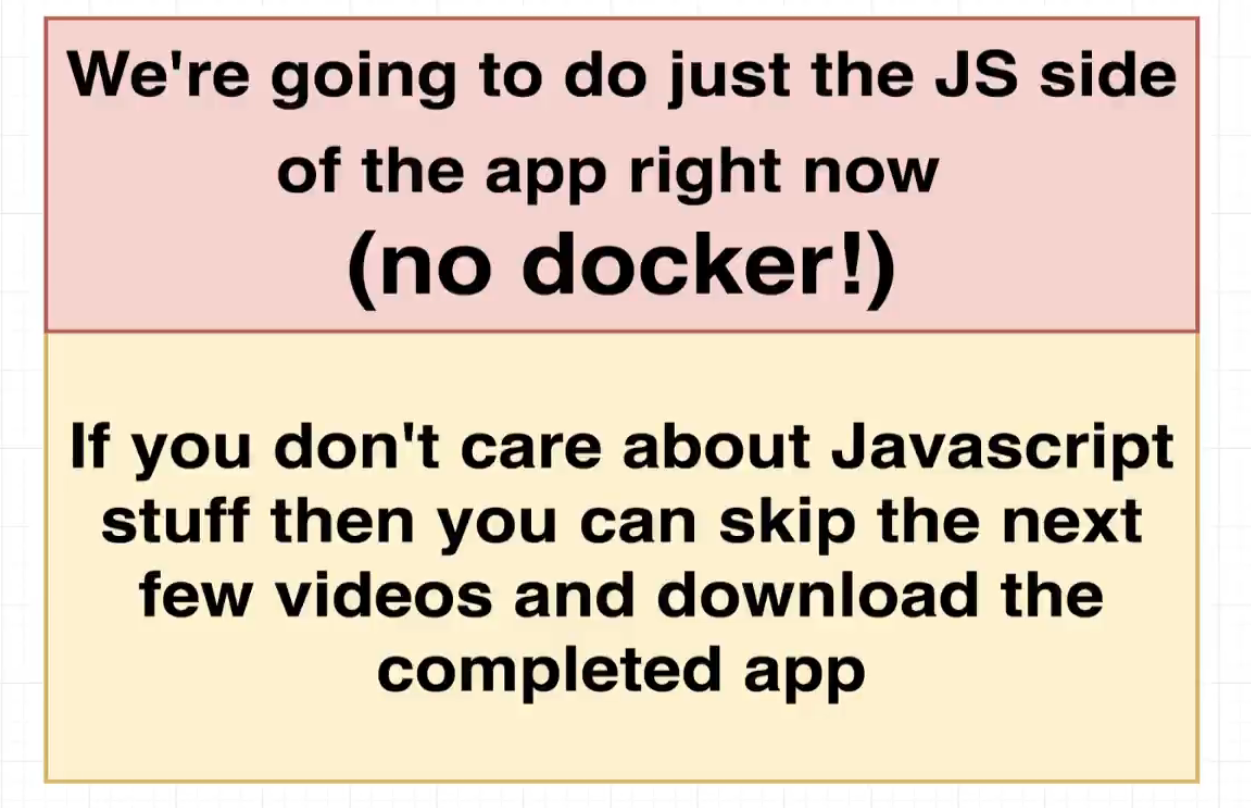 We're going to do just the JS side
of the app right now
(no docker!)
If you don't care about Javascript
stuff then you can skip the next
few videos and download the
completed app